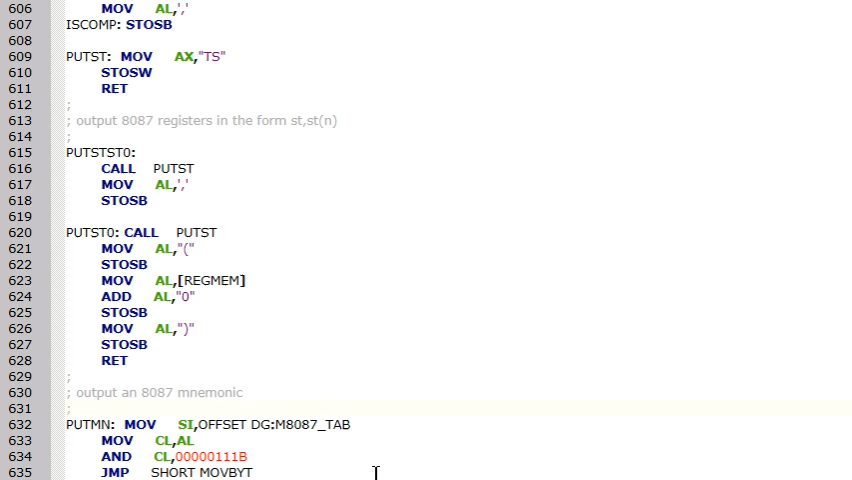 606 MOV AL,','
607 ISCOMP: STOSB
608
609 PUTST: MOV AX,"TS"
610 STOSW
611 RET
612 ;
613 ; output 8087 registers in the form st,st(n)
614 ;
615 PUTSTST0:
616 CALL PUTST
617 MOV AL,','
618 STOSB
619
620 PUTST0: CALL PUTST
621 MOV AL,"("
622 STOSB
623 MOV AL,[REGMEM]
624 ADD AL,"0"
625 STOSB
626 MOV AL,")"
627 STOSB
628 RET
629 ;
630 ; output an 8087 mnemonic
631 ;
632 PUTMN: MOV SI,OFFSET DG:M8087_TAB
633 MOV CL,AL
634 AND CL,00000111B
635 JMP SHORT MOVBYT